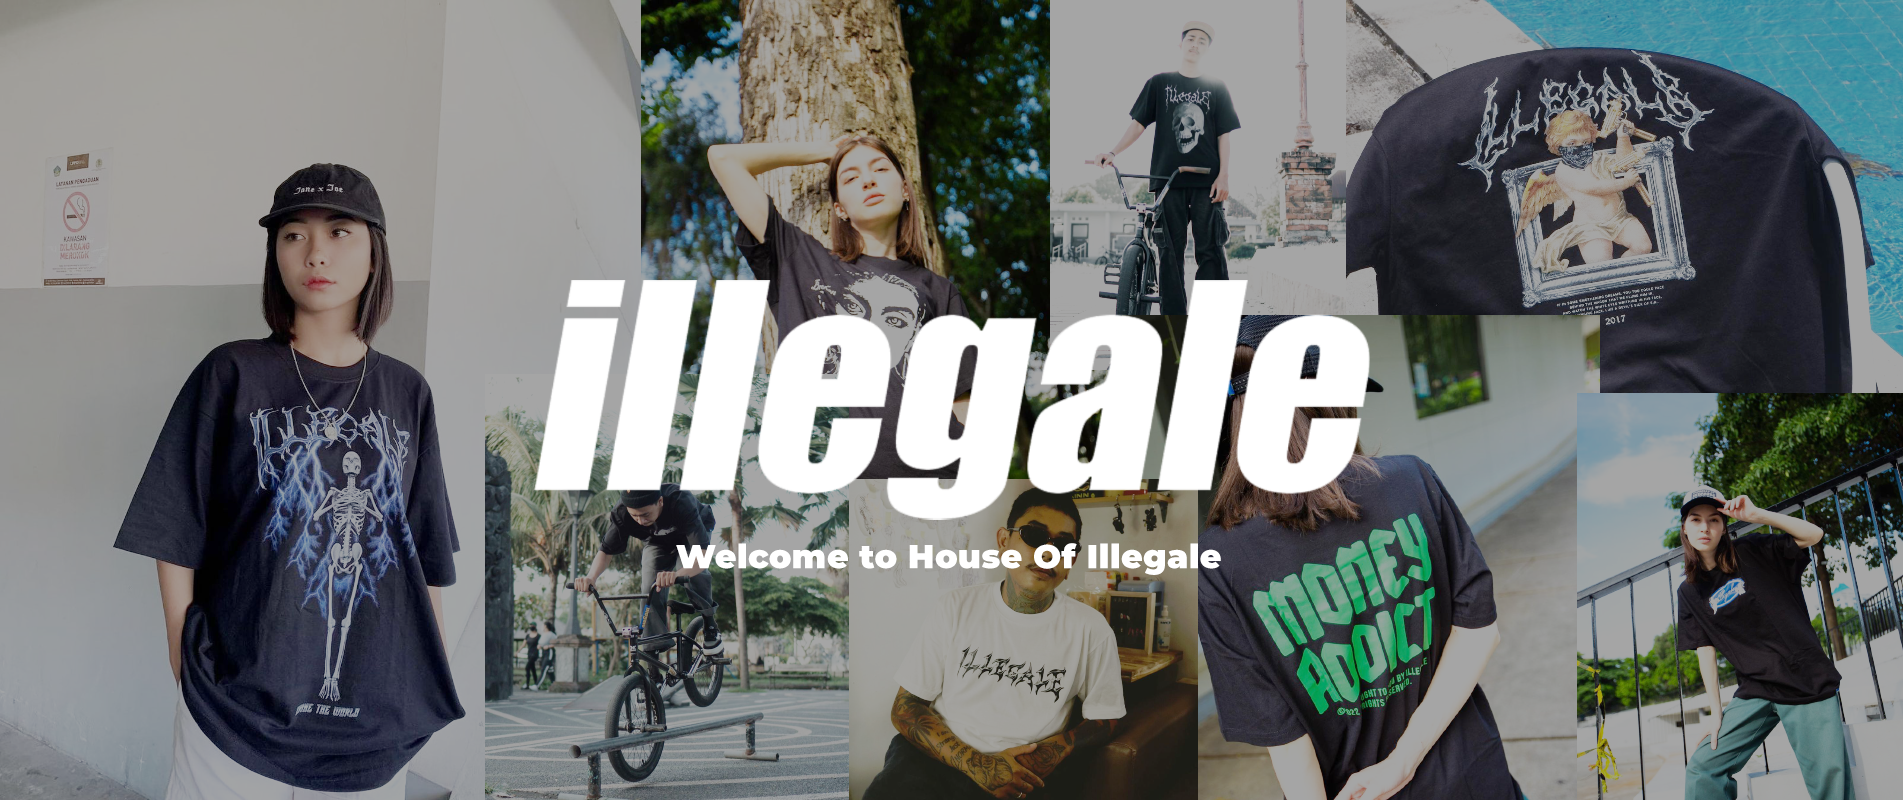 LAYANAN PENGADUAN
KAWASAN
DILARANG
MEROKOK
Jane x Joe
ILLEGALE
THE WORLD
illegale
Welcome to House Of Illegale
Illegale
ILLEGALE
2017
ILLEGALE
MONEY
ADDICT